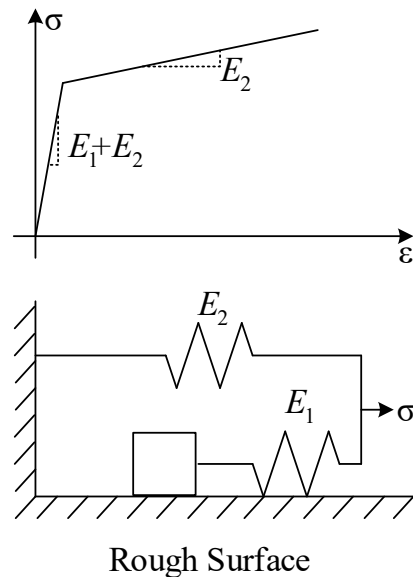 σ
E₂
E₁+E₂
ε
E₂
E₁
σ
Rough Surface